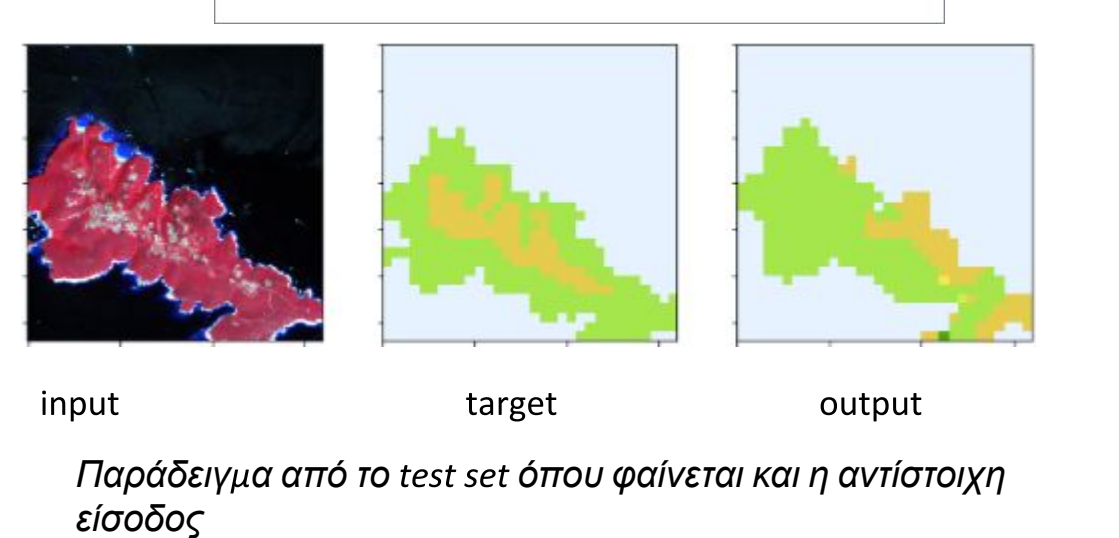 input target output
Παράδειγμα από το test set όπου φαίνεται και η αντίστοιχη
είσοδος